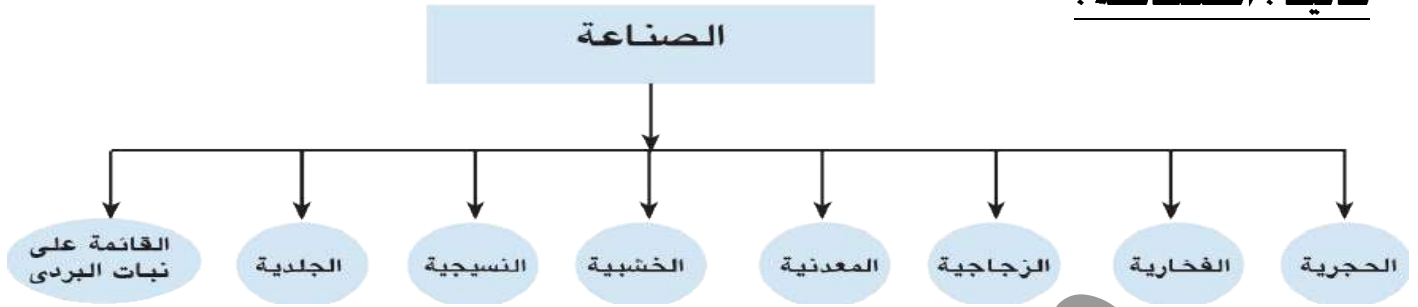 الصناعة
الحجرية
الفخارية
الزجاجية
المعدنية
الخشبية
النسيجية
الجلدية
القائمة على
نبات البردى